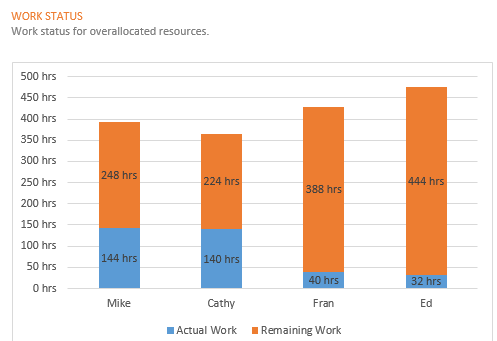 WORK STATUS
Work status for overallocated resources.
500 hrs
450 hrs
400 hrs
350 hrs
300 hrs
250 hrs
200 hrs
150 hrs
100 hrs
50 hrs
0 hrs
248 hrs
224 hrs
388 hrs
444 hrs
144 hrs
140 hrs
40 hrs
32 hrs
Mike Cathy Fran Ed
Actual Work Remaining Work